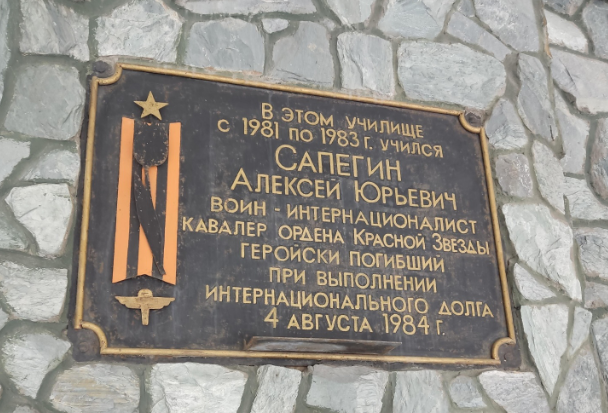 В ЭТОМ УЧИЛИЩЕ
С 1981 ПО 1983 Г. УЧИЛСЯ
САПЕГИН
АЛЕКСЕЙ ЮРЬЕВИЧ
ВОИН - ИНТЕРНАЦИОНАЛИСТ
КАВАЛЕР ОРДЕНА КРАСНОЙ ЗВЕЗДЫ
ГЕРОЙСКИ ПОГИБШИЙ
ПРИ ВЫПОЛНЕНИИ
ИНТЕРНАЦИОНАЛЬНОГО ДОЛГА
4 АВГУСТА 1984 Г.